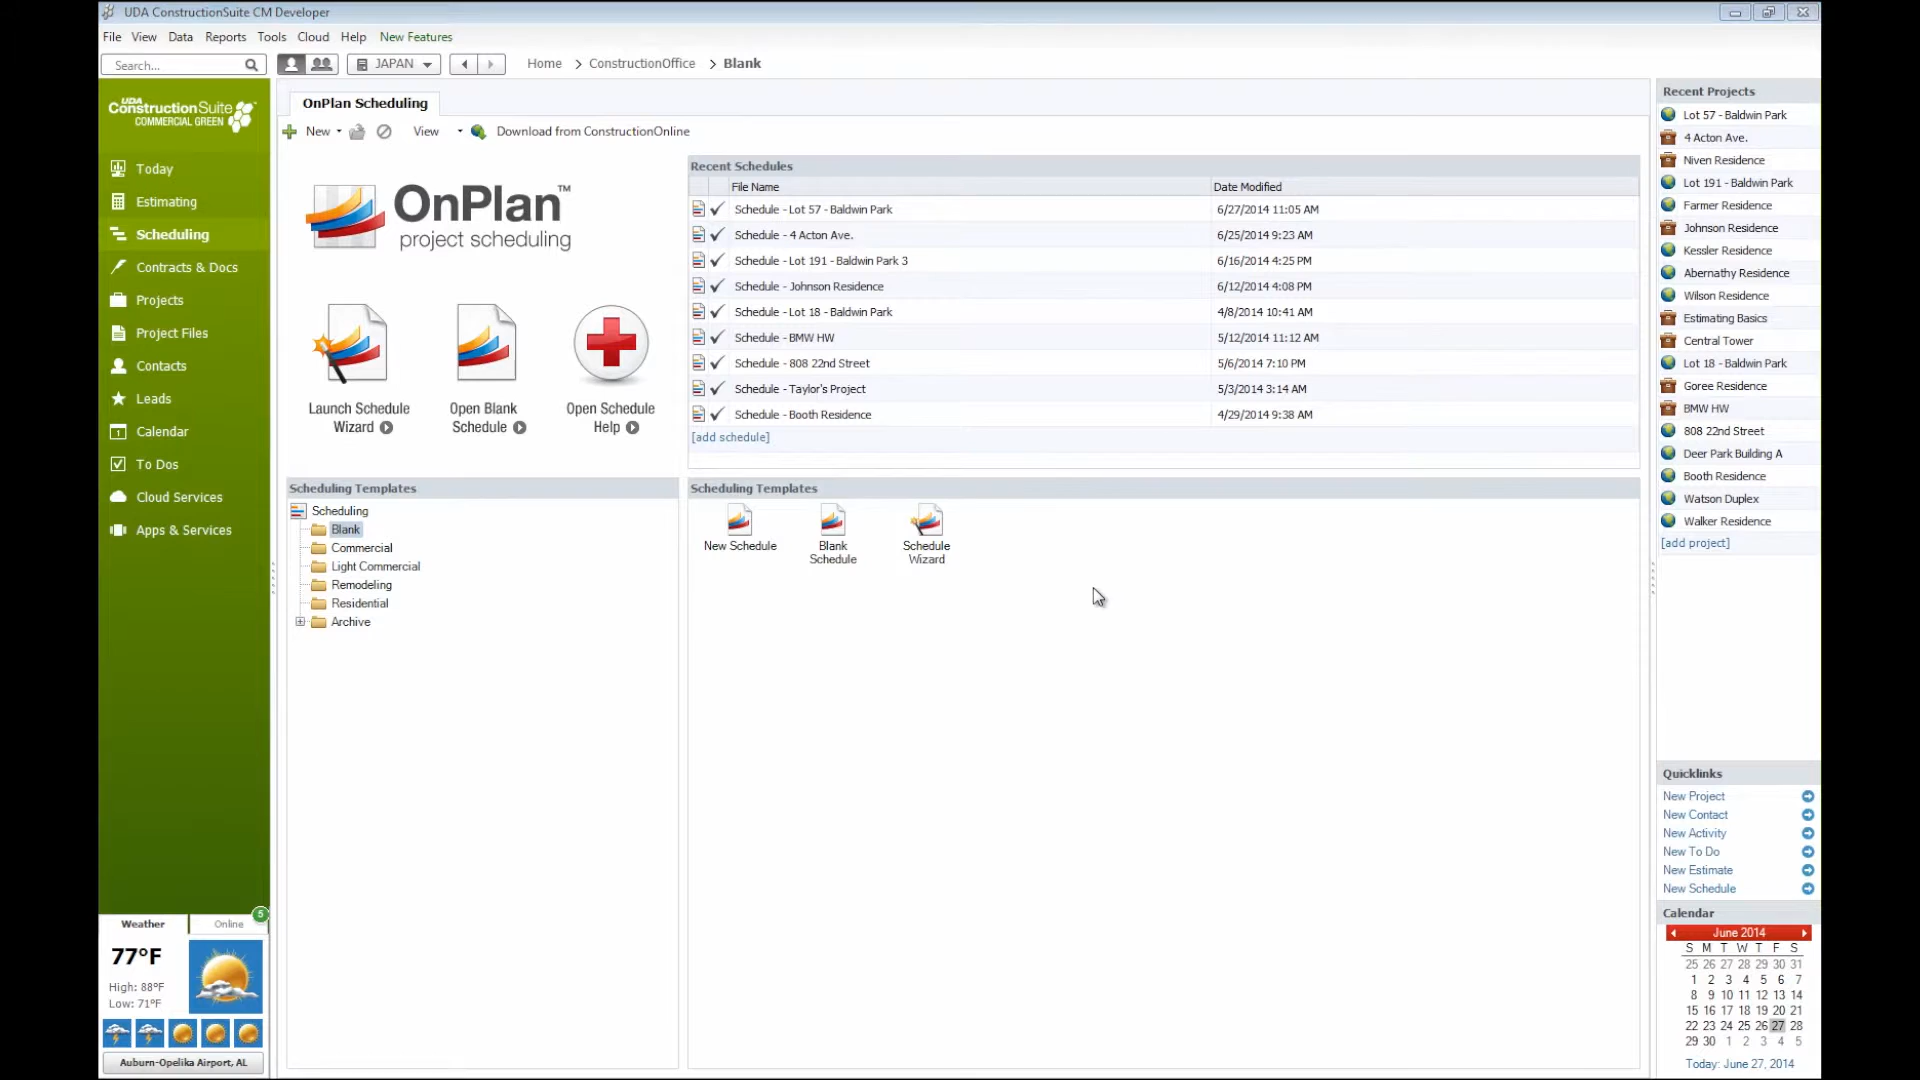 UDA ConstructionSuite CM Developer
File View Data Reports Tools Cloud Help New Features
Search... JAPAN Home > ConstructionOffice > Blank
UDA
ConstructionSuite
COMMERCIAL GREEN
Today
Estimating
Scheduling
Contracts & Docs
Projects
Project Files
Contacts
Leads
Calendar
To Dos
Cloud Services
Apps & Services
Weather Online 5
77°F
High: 88°F
Low: 71°F
Auburn-Opelika Airport, AL
OnPlan Scheduling
New View Download from ConstructionOnline
OnPlan™
project scheduling
Launch Schedule
Wizard
Open Blank
Schedule
Open Schedule
Help
Recent Schedules
File Name Date Modified
Schedule - Lot 57 - Baldwin Park 6/27/2014 11:05 AM
Schedule - 4 Acton Ave. 6/25/2014 9:23 AM
Schedule - Lot 191 - Baldwin Park 3 6/16/2014 4:25 PM
Schedule - Johnson Residence 6/12/2014 4:08 PM
Schedule - Lot 18 - Baldwin Park 4/8/2014 10:41 AM
Schedule - BMW HW 5/12/2014 11:12 AM
Schedule - 808 22nd Street 5/6/2014 7:10 PM
Schedule - Taylor's Project 5/3/2014 3:14 AM
Schedule - Booth Residence 4/29/2014 9:38 AM
[add schedule]
Scheduling Templates
Scheduling
Blank
Commercial
Light Commercial
Remodeling
Residential
Archive
Scheduling Templates
New Schedule
Blank
Schedule
Schedule
Wizard
Recent Projects
Lot 57 - Baldwin Park
4 Acton Ave.
Niven Residence
Lot 191 - Baldwin Park
Farmer Residence
Johnson Residence
Kessler Residence
Abernathy Residence
Wilson Residence
Estimating Basics
Central Tower
Lot 18 - Baldwin Park
Goree Residence
BMW HW
808 22nd Street
Deer Park Building A
Booth Residence
Watson Duplex
Walker Residence
[add project]
Quicklinks
New Project
New Contact
New Activity
New To Do
New Estimate
New Schedule
Calendar
June 2014
S M T W T F S
25 26 27 28 29 30 31
1 2 3 4 5 6 7
8 9 10 11 12 13 14
15 16 17 18 19 20 21
22 23 24 25 26 27 28
29 30 1 2 3 4 5
Today: June 27, 2014